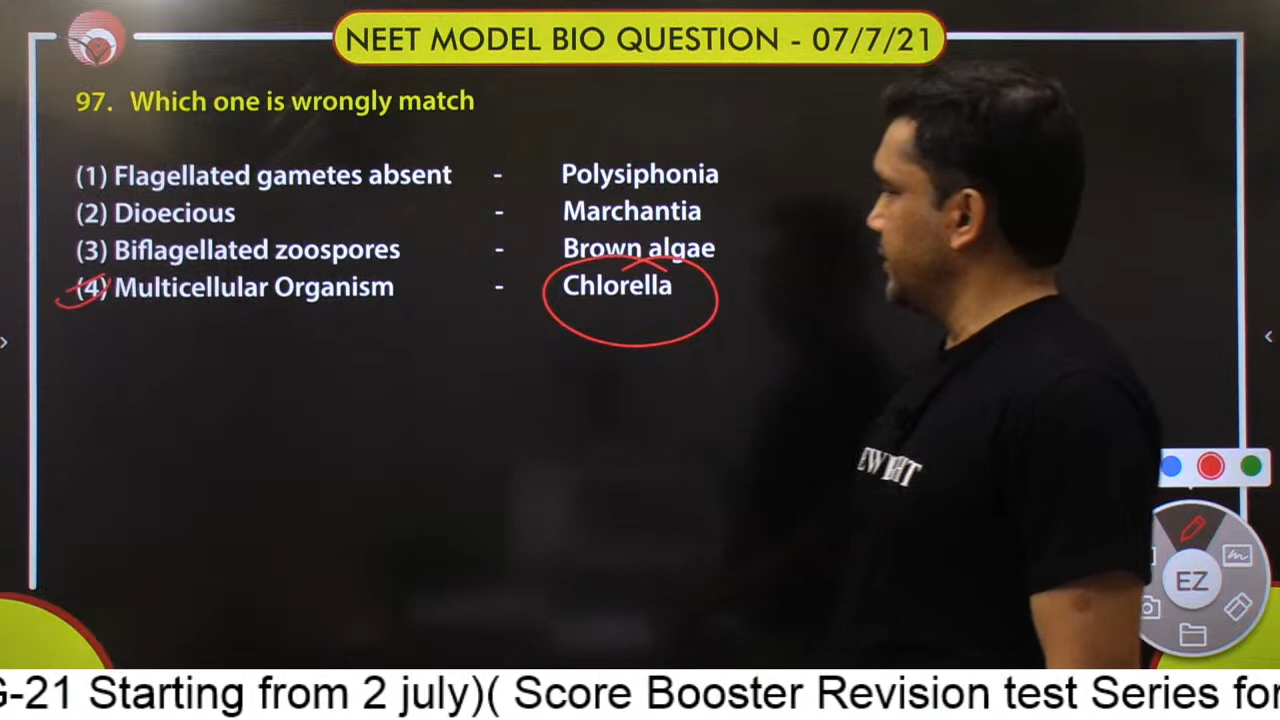 NEET MODEL BIO QUESTION - 07/7/21
97. Which one is wrongly match
(1) Flagellated gametes absent - Polysiphonia
(2) Dioecious - Marchantia
(3) Biflagellated zoospores - Brown algae
(4) Multicellular Organism - Chlorella
EZ
G-21 Starting from 2 july)( Score Booster Revision test Series for